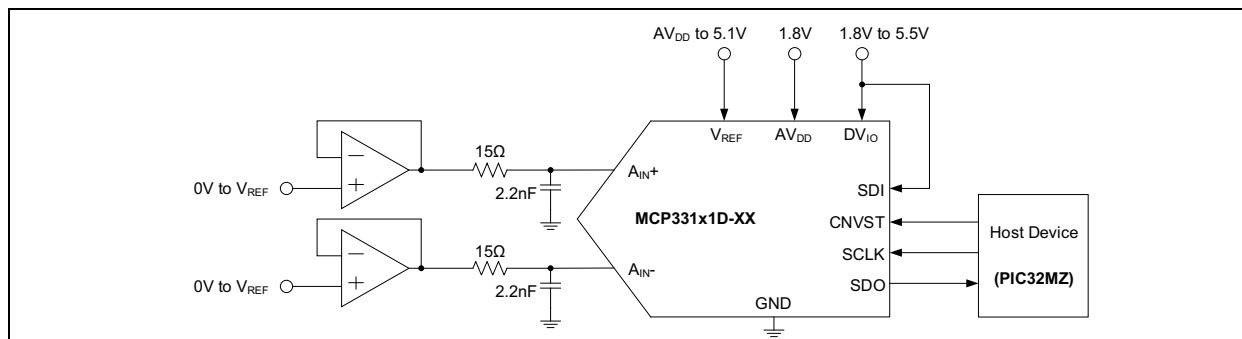 AVDD to 5.1V
1.8V
1.8V to 5.5V
VREF
AVDD
DVIO
15Ω
AIN+
0V to VREF
2.2nF
SDI
MCP331x1D-XX
CNVST
Host Device
15Ω
AIN-
SCLK
(PIC32MZ)
0V to VREF
2.2nF
SDO
GND